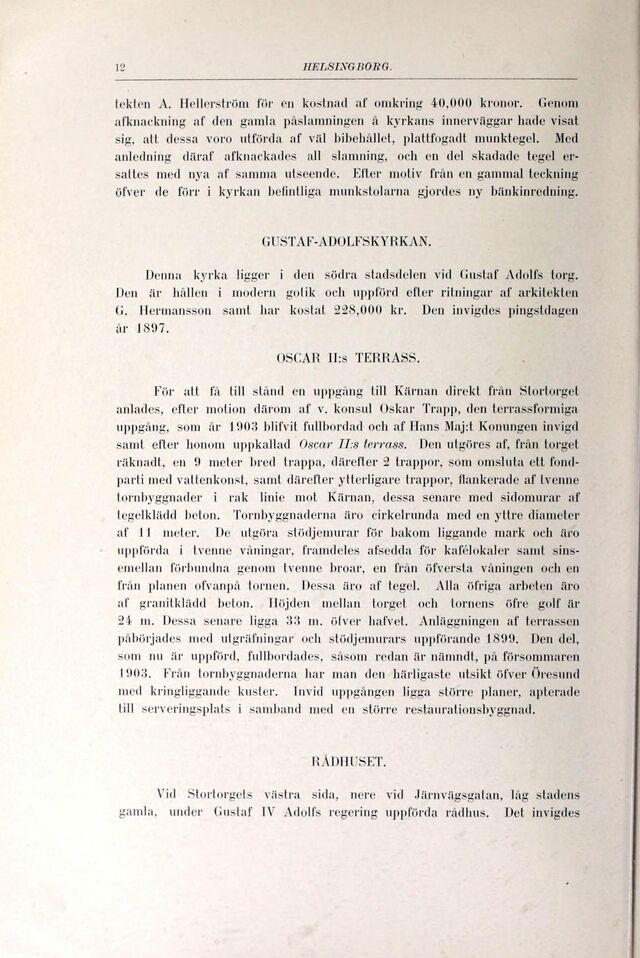 12 HELSINGBORG.
tekten A. Hellerström för en kostnad af omkring 40,000 kronor. Genom
afknackning af den gamla påslamningen å kyrkans innerväggar hade visat
sig, att dessa voro utförda af väl bibehållet, plattfogadt munktegel. Med
anledning däraf afknackades all slamning, och en del skadade tegel er-
sattes med nya af samma utseende. Efter motiv från en gammal teckning
öfver de förr i kyrkan befintliga munkstolarna gjordes ny bänkinredning.
GUSTAF-ADOLFSKYRKAN.
Denna kyrka ligger i den södra stadsdelen vid Gustaf Adolfs torg.
Den är hållen i modern gotik och uppförd efter ritningar af arkitekten
G. Hermansson samt har kostat 228,000 kr. Den invigdes pingstdagen
år 1897.
OSCAR II:s TERRASS.
För att få till stånd en uppgång till Kärnan direkt från Stortorget
anlades, efter motion därom af v. konsul Oskar Trapp, den terrassformiga
uppgång, som år 1903 blifvit fullbordad och af Hans Maj:t Konungen invigd
samt efter honom uppkallad Oscar II:s terrass. Den utgöres af, från torget
räknadt, en 9 meter bred trappa, därefter 2 trappor, som omsluta ett fond-
parti med vattenkonst, samt därefter ytterligare trappor, flankerade af tvenne
tornbyggnader i rak linie mot Kärnan, dessa senare med sidomurar af
tegelklädd beton. Tornbyggnaderna äro cirkelrunda med en yttre diameter
af 11 meter. De utgöra stödjemurar för bakom liggande mark och äro
uppförda i tvenne våningar, framdeles afsedda för kafélokaler samt sins-
emellan förbundna genom tvenne broar, en från öfversta våningen och en
från planen ofvanpå tornen. Dessa äro af tegel. Alla öfriga arbeten äro
af granitklädd beton. Höjden mellan torget och tornens öfre golf är
24 m. Dessa senare ligga 33 m. öfver hafvet. Anläggningen af terrassen
påbörjades med utgräfningar och stödjemurars uppförande 1899. Den del,
som nu är uppförd, fullbordades, såsom redan är nämndt, på försommaren
1903. Från tornbyggnaderna har man den härligaste utsikt öfver Öresund
med kringliggande kuster. Invid uppgången ligga större planer, apterade
till serveringsplats i samband med en större restaurationsbyggnad.
RÅDHUSET.
Vid Stortorgets västra sida, nere vid Järnvägsgatan, låg stadens
gamla, under Gustaf IV Adolfs regering uppförda rådhus. Det invigdes